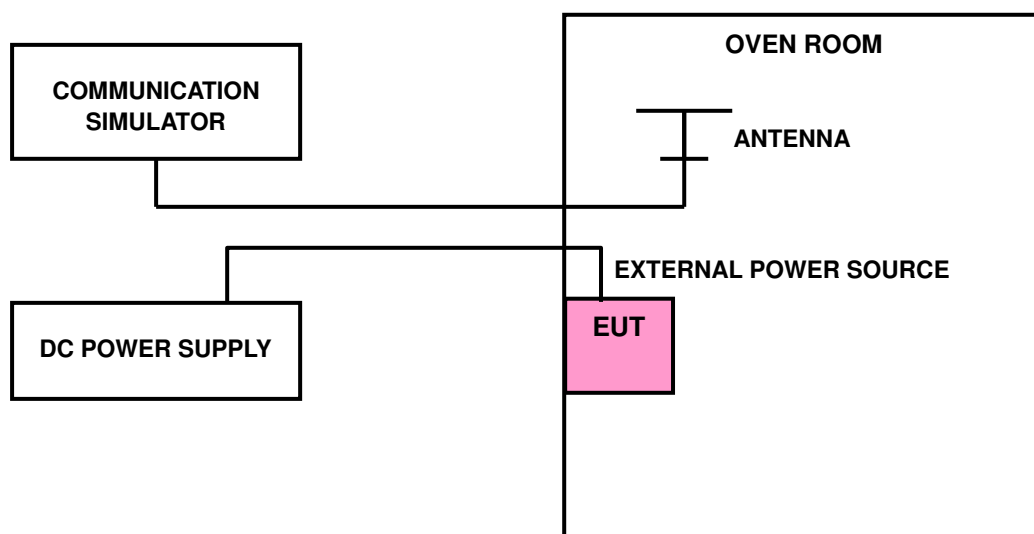 OVEN ROOM
COMMUNICATION
SIMULATOR
ANTENNA
EXTERNAL POWER SOURCE
EUT
DC POWER SUPPLY